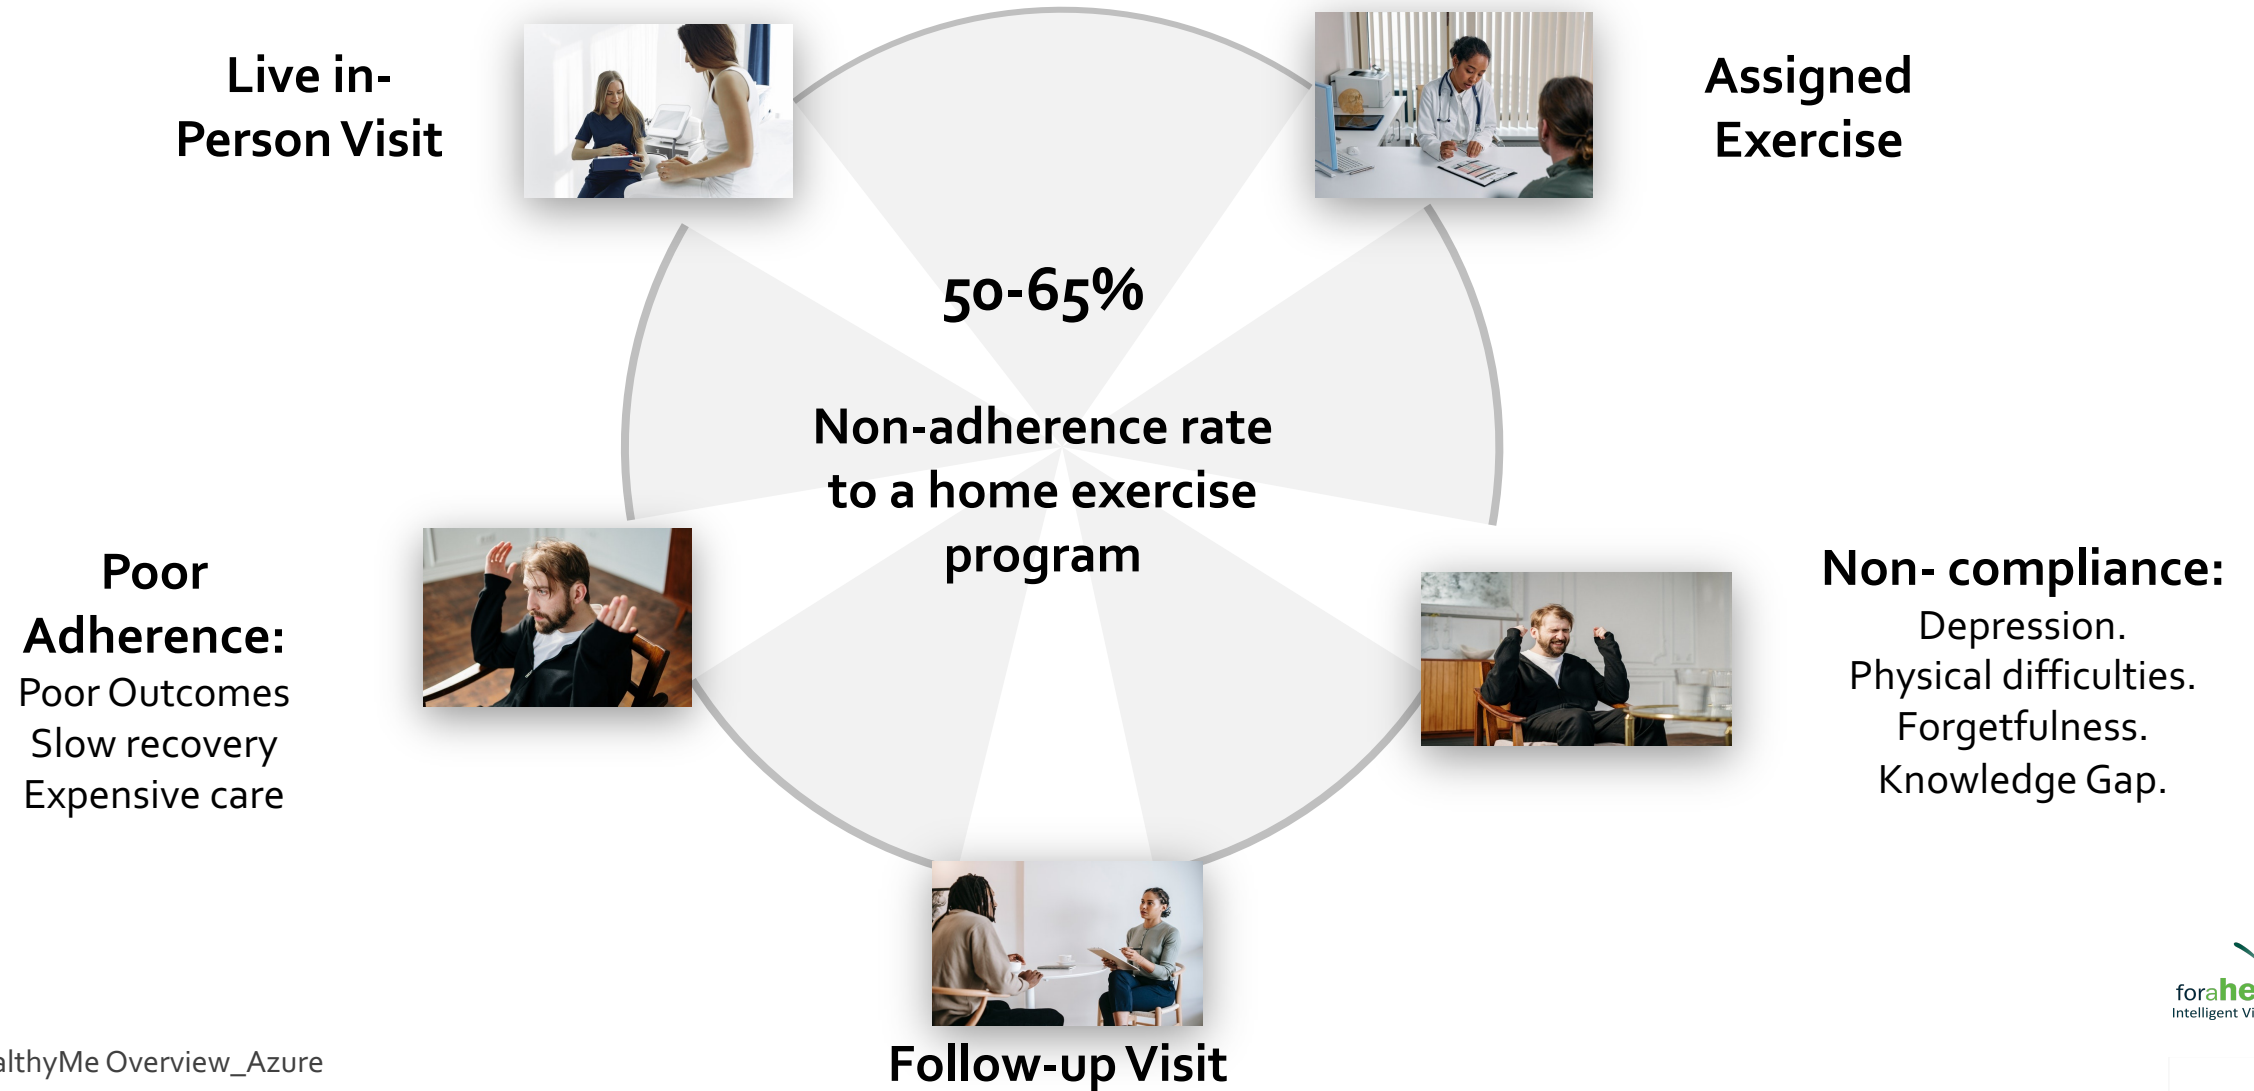 Live in-
Person Visit
Assigned
Exercise
50-65%
Non-adherence rate
to a home exercise
program
Poor
Adherence:
Poor Outcomes
Slow recovery
Expensive care
Non- compliance:
Depression.
Physical difficulties.
Forgetfulness.
Knowledge Gap.
Follow-up Visit
althyMe Overview_Azure
forahe
Intelligent Vi